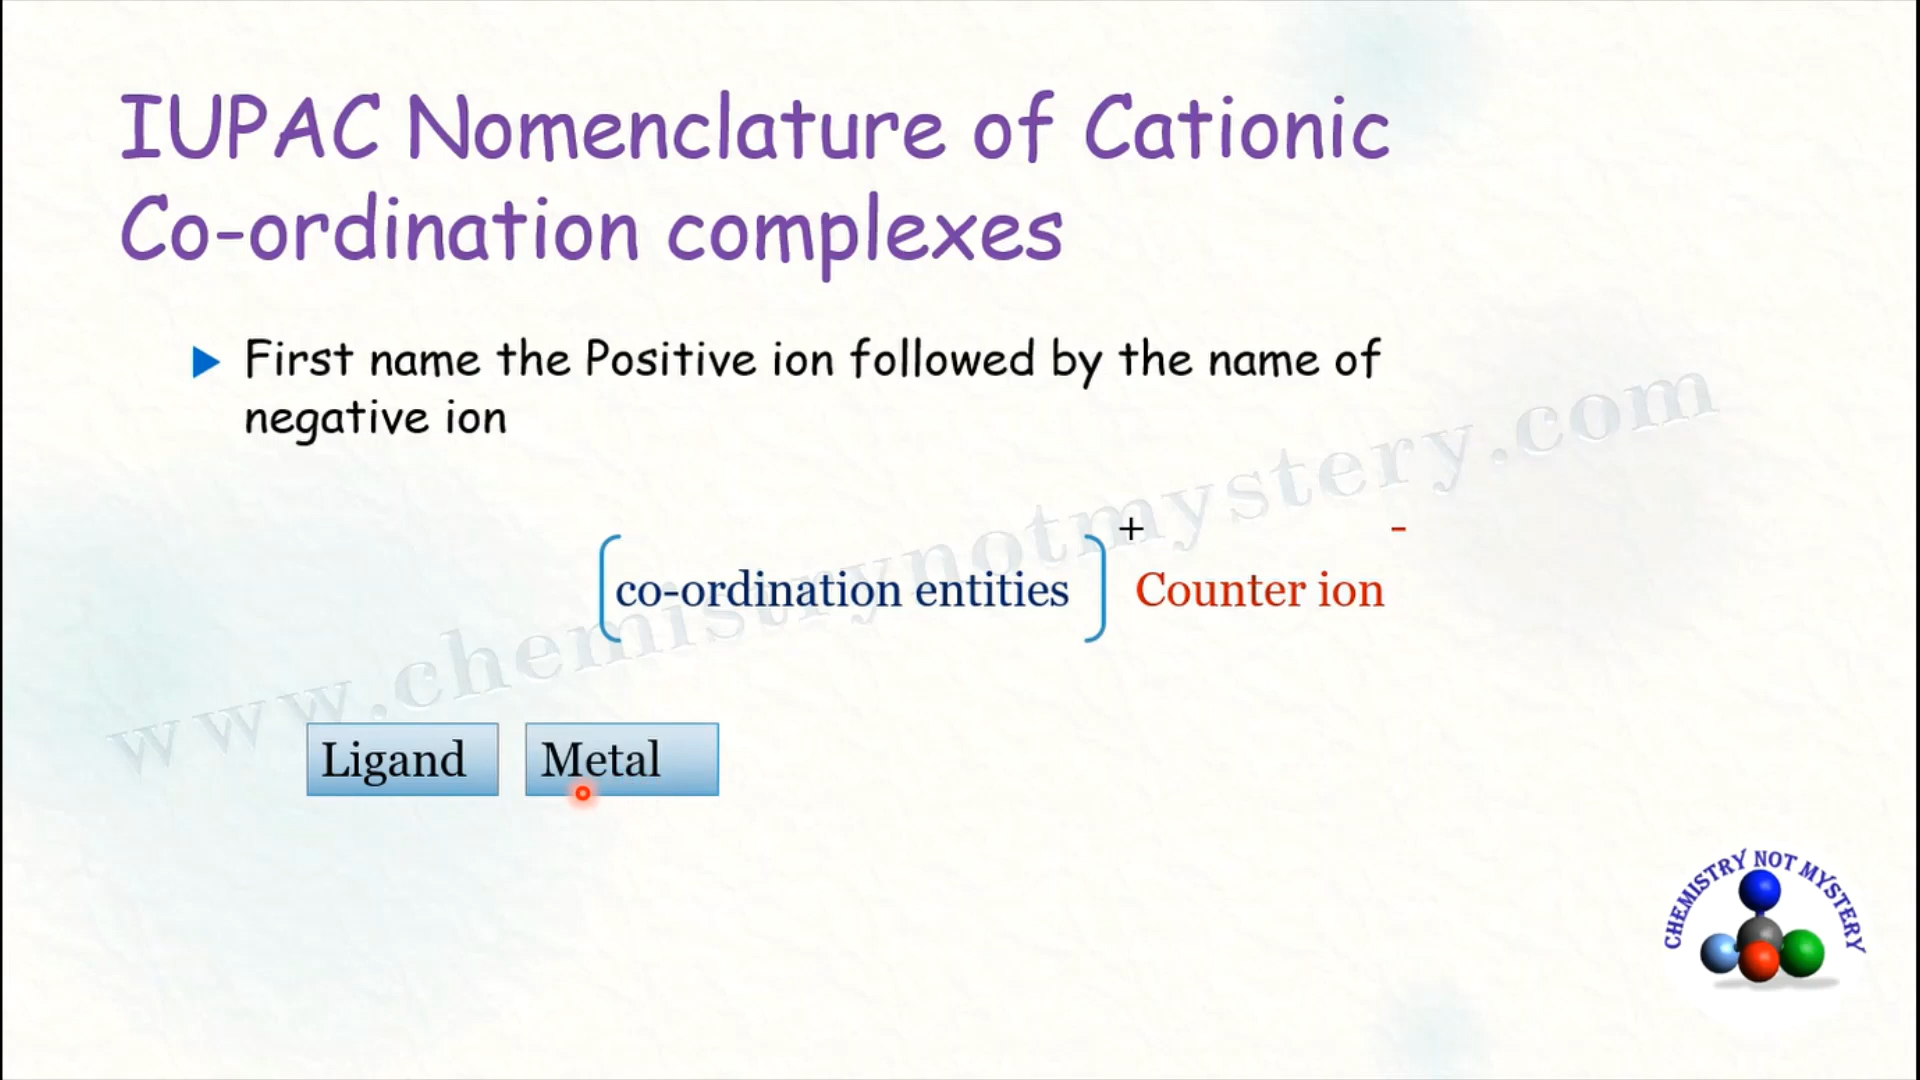 IUPAC Nomenclature of Cationic
Co-ordination complexes
First name the Positive ion followed by the name of
negative ion
www.chemistrynotmystery.com
+ -
co-ordination entities Counter ion
Ligand Metal
CHEMISTRY NOT MYSTERY